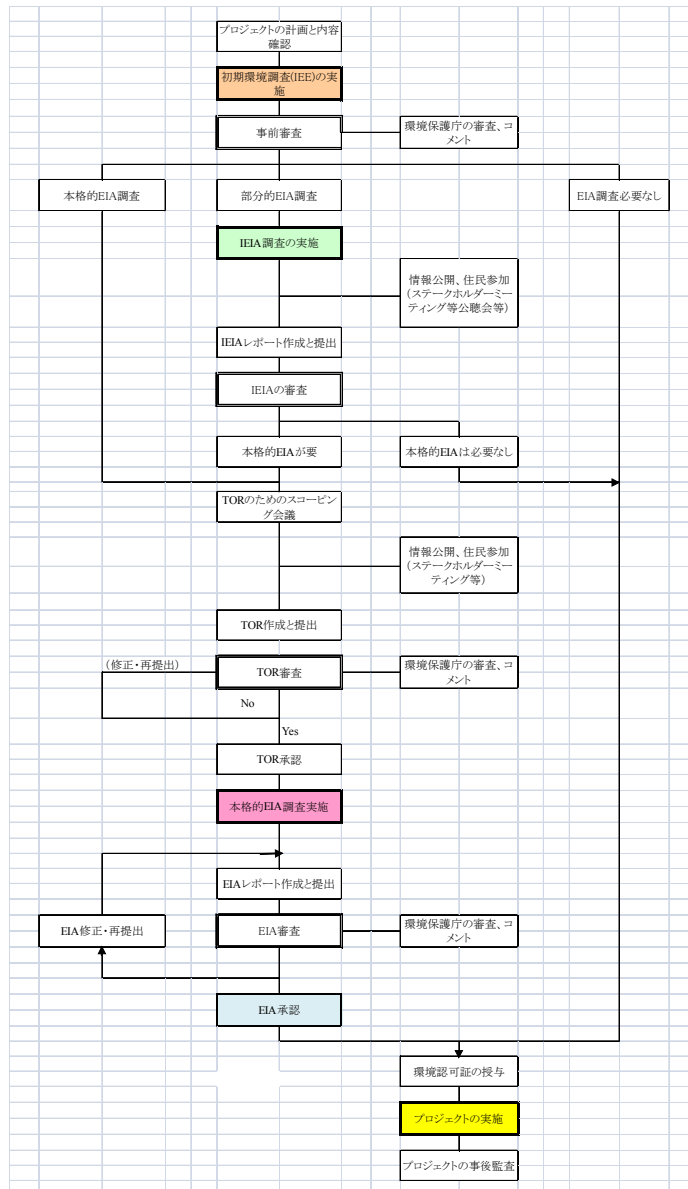 プロジェクトの計画と内容
確認
初期環境調査(IEE)の実
施
事前審査
環境保護庁の審査、コ
メント
本格的EIA調査
部分的EIA調査
EIA調査必要なし
IEIA調査の実施
情報公開、住民参加
(ステークホルダーミー
ティング等公聴会等)
IEIAレポート作成と提出
IEIAの審査
本格的EIAが要
本格的EIAは必要なし
TORのためのスコーピン
グ会議
情報公開、住民参加
(ステークホルダーミー
ティング等)
TOR作成と提出
(修正・再提出)
TOR審査
環境保護庁の審査、コ
メント
No
Yes
TOR承認
本格的EIA調査実施
EIAレポート作成と提出
EIA修正・再提出
EIA審査
環境保護庁の審査、コ
メント
EIA承認
環境認可証の授与
プロジェクトの実施
プロジェクトの事後監査